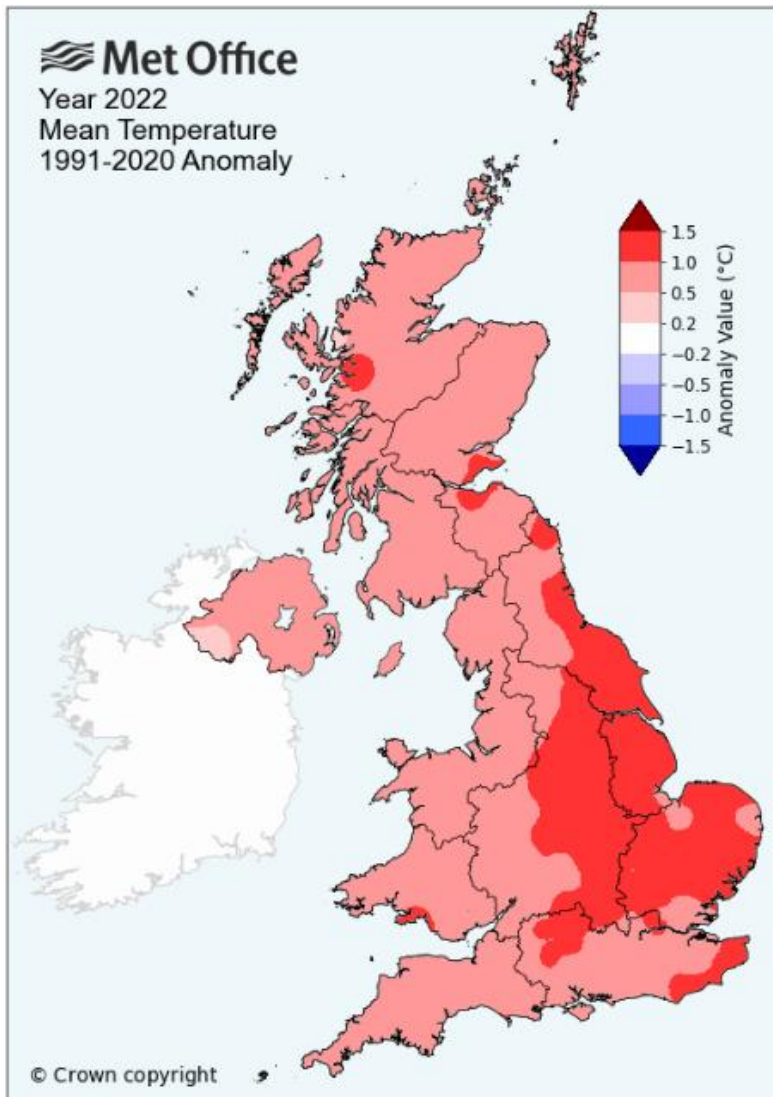 Met Office
Year 2022
Mean Temperature
1991-2020 Anomaly
1.5
1.0
0.5
0.2
−0.2
−0.5
−1.0
−1.5
Anomaly Value (°C)
© Crown copyright